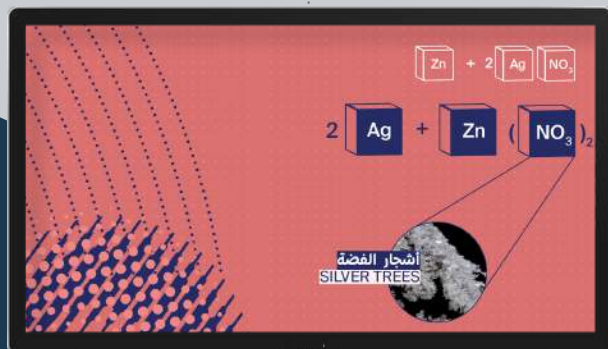 Zn + 2 Ag NO₃
2 Ag + Zn (NO₃)₂
أشجار الفضة
SILVER TREES